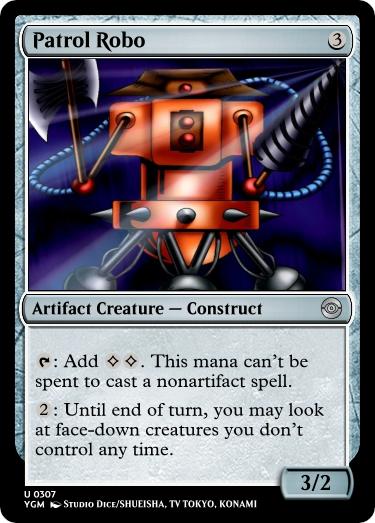 Patrol Robo 3
Artifact Creature — Construct
: Add . This mana can't be
spent to cast a nonartifact spell.
2: Until end of turn, you may look
at face-down creatures you don't
control any time.
3/2
U 0307
YGM Studio Dice/SHUEISHA, TV TOKYO, KONAMI